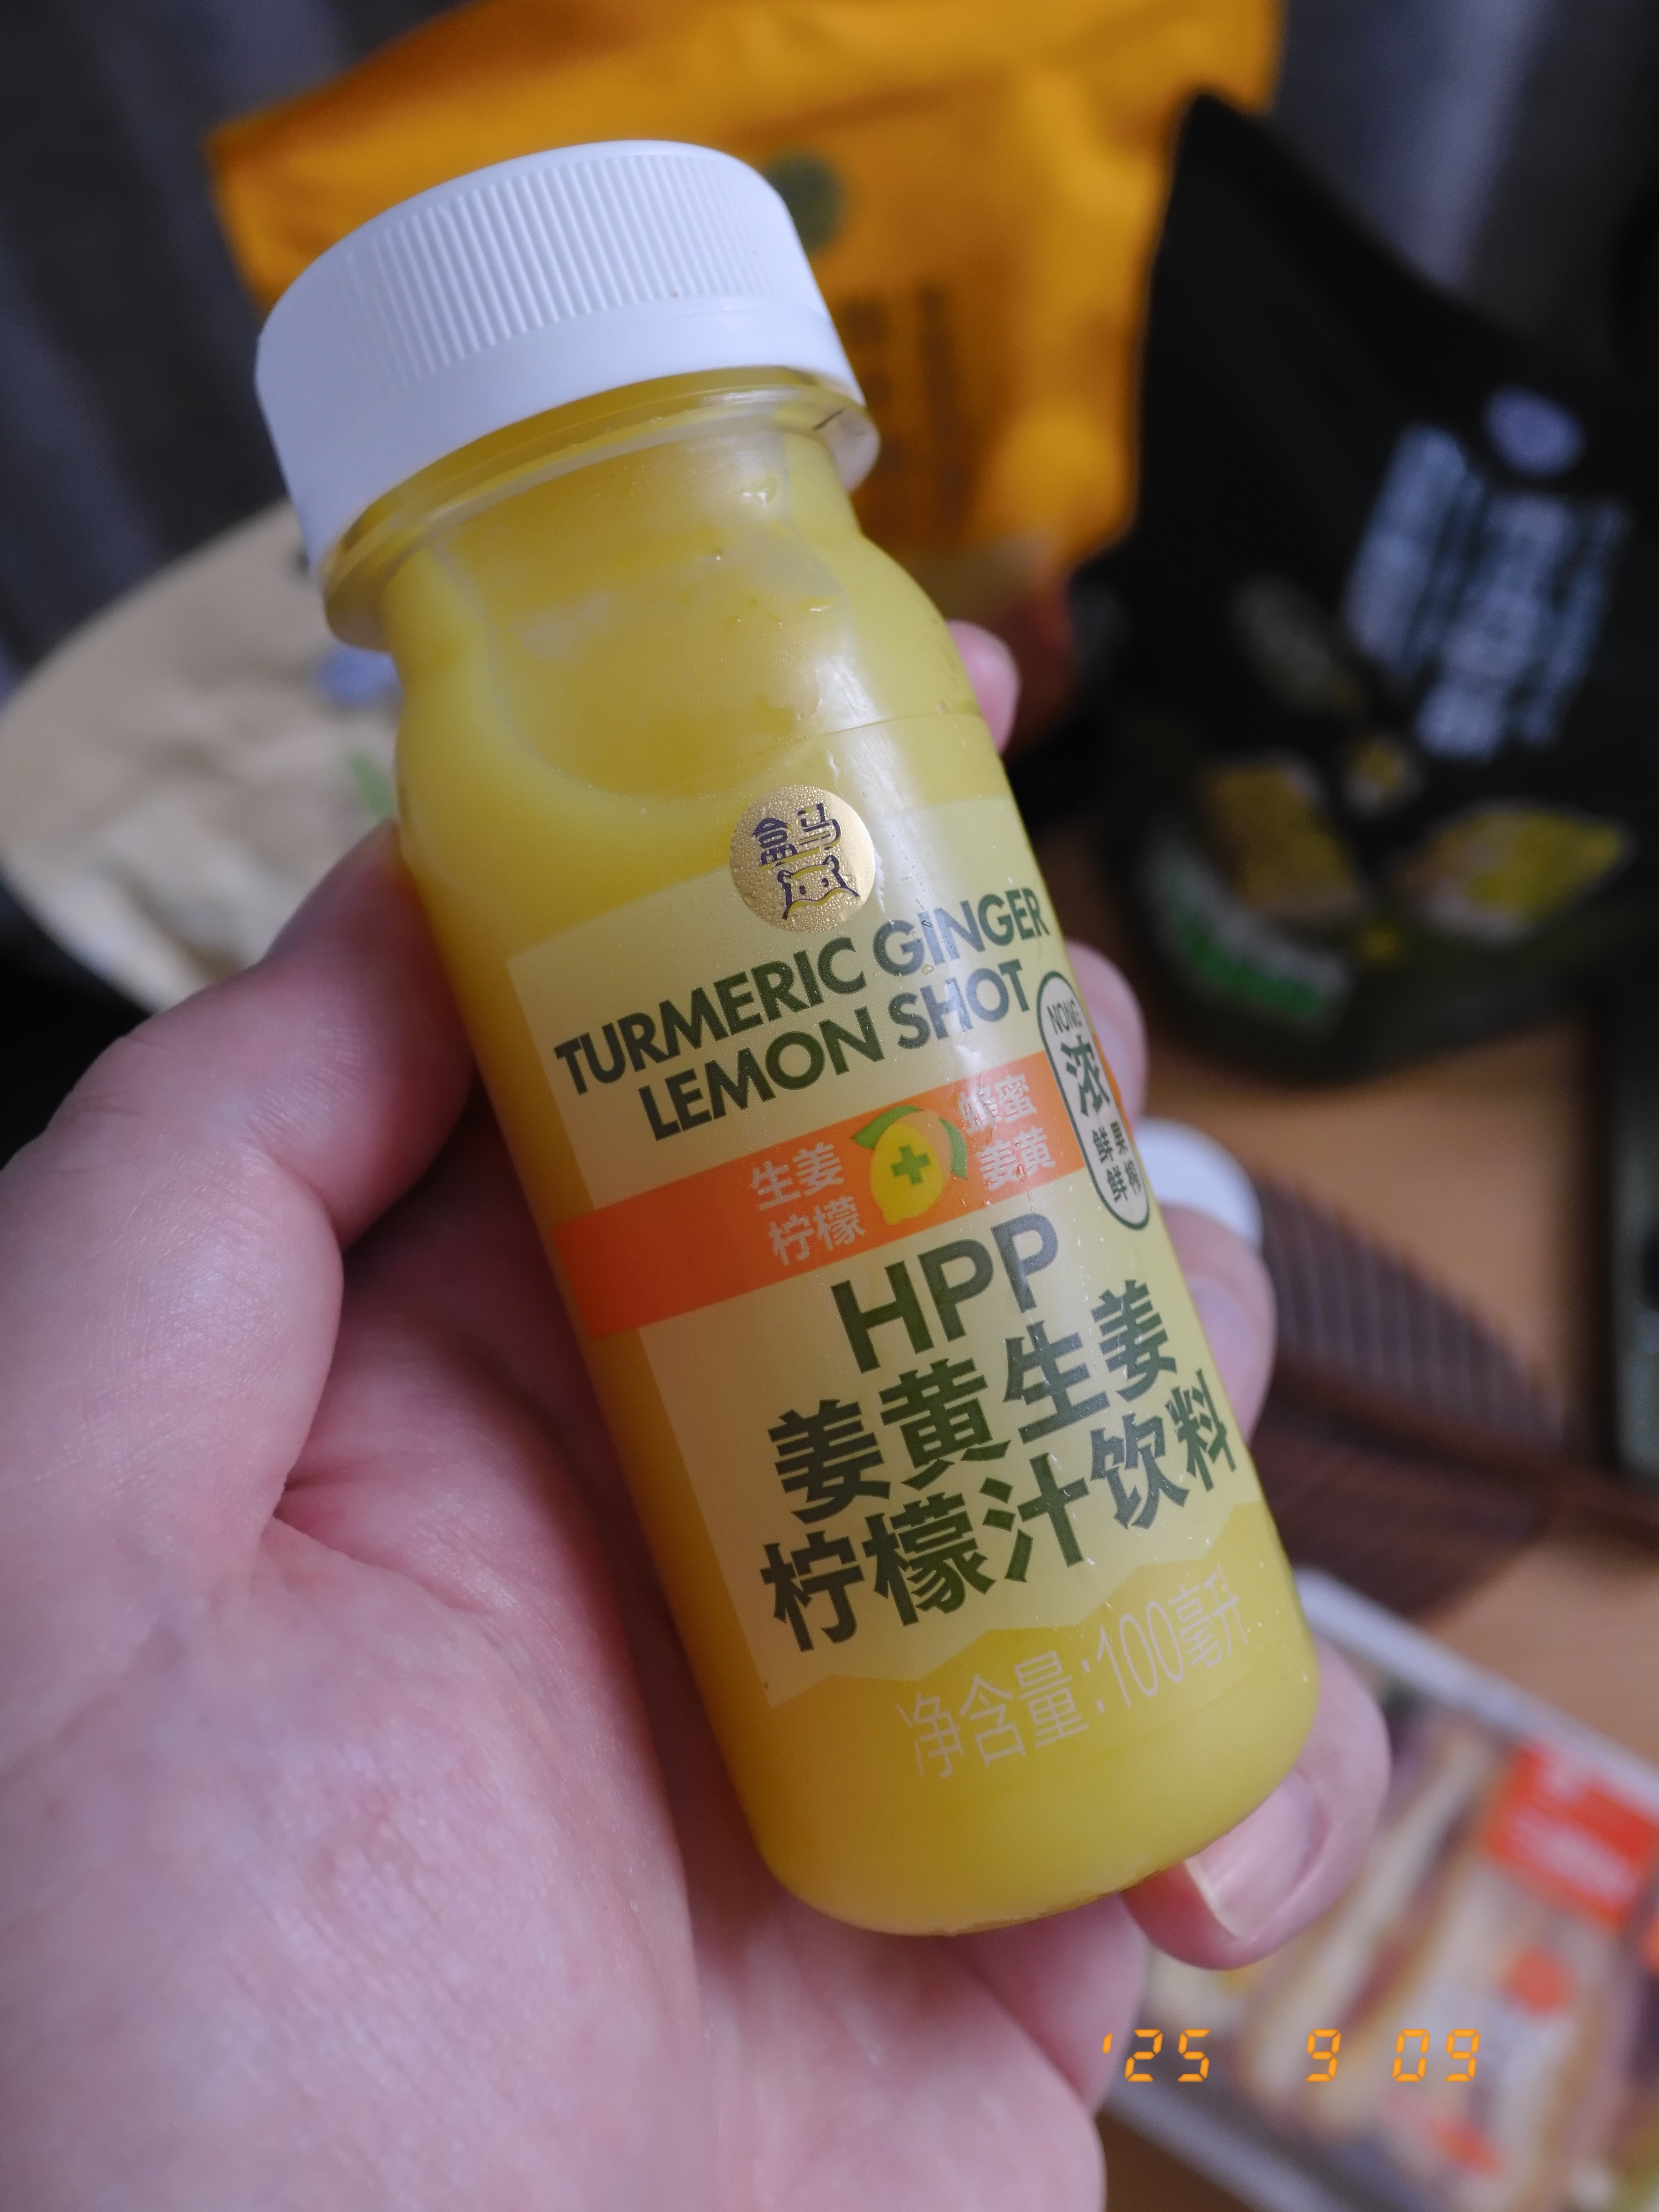 盒马
TURMERIC GINGER
LEMON SHOT
NONG
浓
鲜果
鲜榨
生姜
柠檬
蜂蜜
姜黄
HPP
姜黄生姜
柠檬汁饮料
净含量:100毫升
'25 9 09